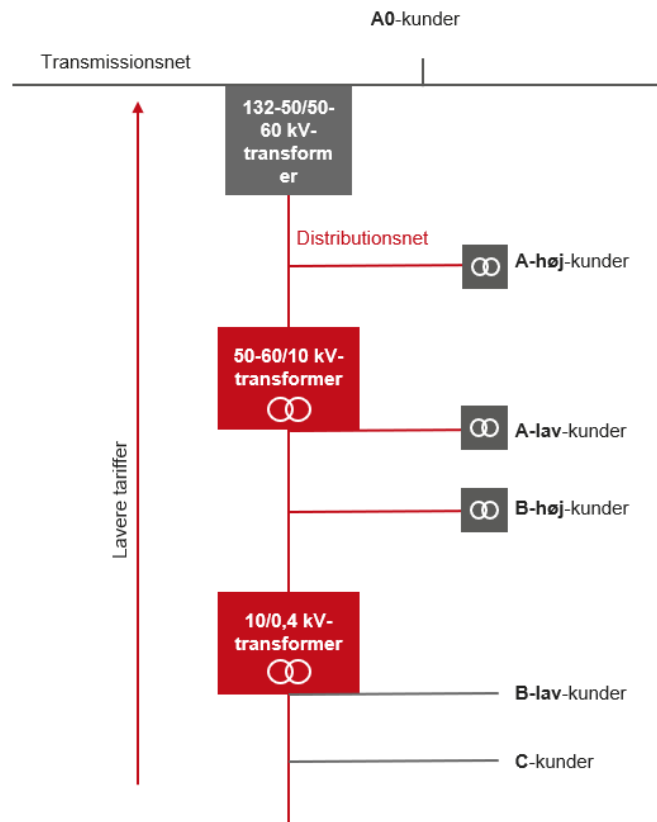 A0-kunder
Transmissionsnet
132-50/50-
60 kV-
transform
er
Distributionsnet
A-høj-kunder
50-60/10 kV-
transformer
A-lav-kunder
Lavere tariffer
B-høj-kunder
10/0,4 kV-
transformer
B-lav-kunder
C-kunder